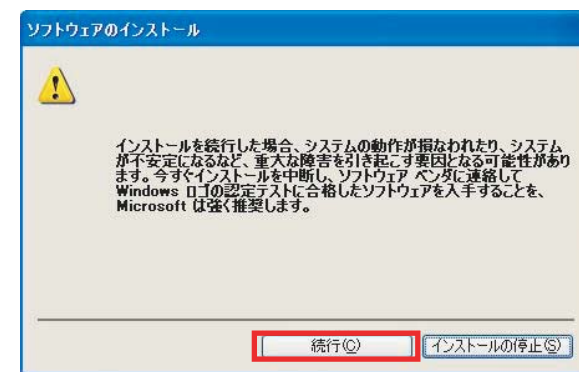 ソフトウェアのインストール
インストールを続行した場合、システムの動作が損なわれたり、システム
が不安定になるなど、重大な障害を引き起こす要因となる可能性があり
ます。今すぐインストールを中断し、ソフトウェア ベンダに連絡して
Windows ロゴの認定テストに合格したソフトウェアを入手することを、
Microsoft は強く推奨します。
続行(C)
インストールの停止(S)